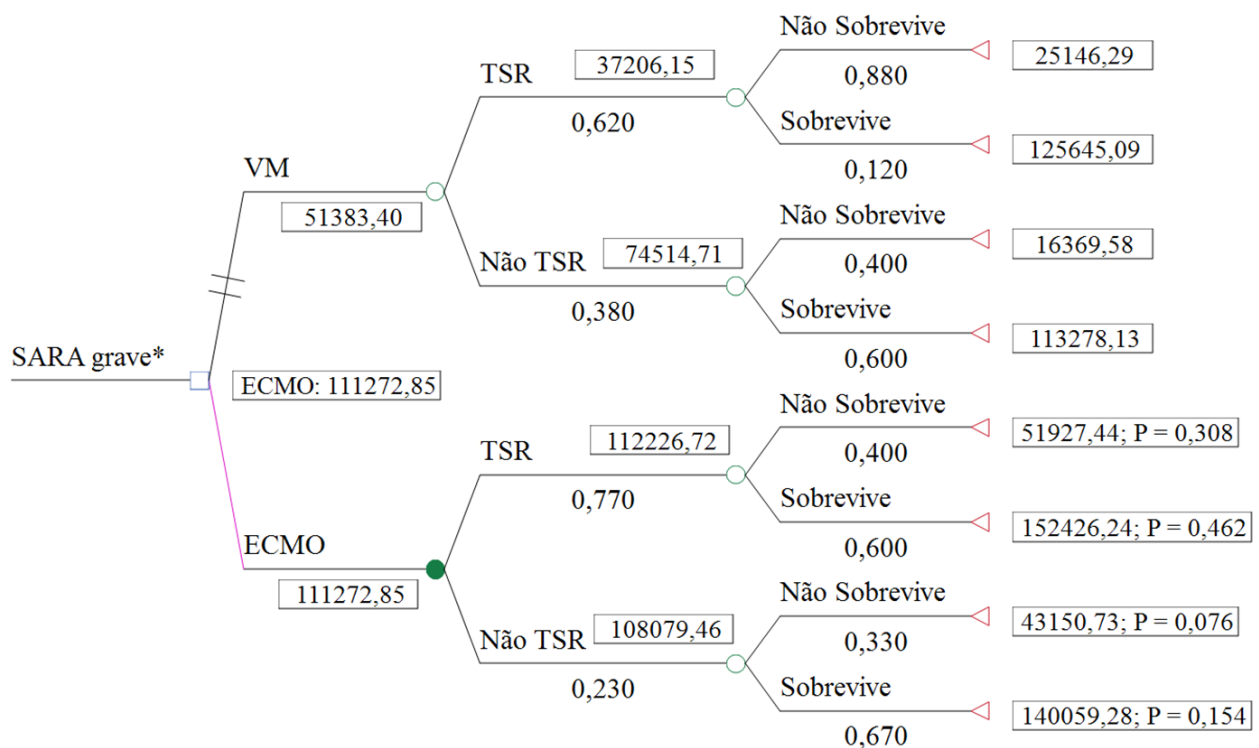 Não Sobrevive
25146,29
0,880
TSR
37206,15
0,620
Sobrevive
125645,09
0,120
VM
51383,40
Não Sobrevive
16369,58
0,400
Não TSR
74514,71
0,380
Sobrevive
113278,13
0,600
SARA grave*
ECMO: 111272,85
Não Sobrevive
51927,44; P = 0,308
0,400
TSR
112226,72
0,770
Sobrevive
152426,24; P = 0,462
0,600
ECMO
111272,85
Não Sobrevive
43150,73; P = 0,076
0,330
Não TSR
108079,46
0,230
Sobrevive
140059,28; P = 0,154
0,670